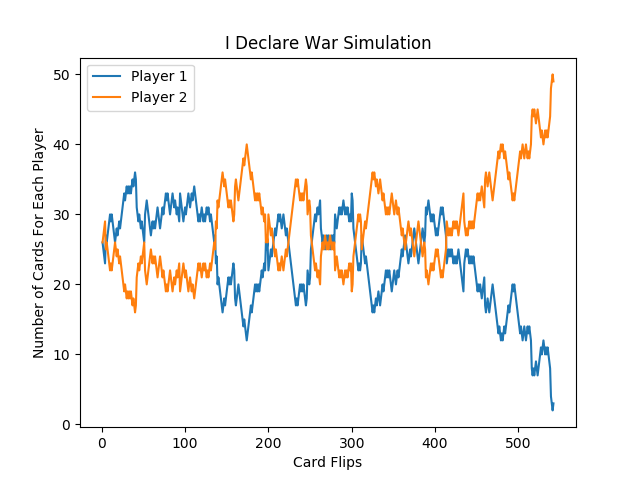 I Declare War Simulation
Player 1
Player 2
Number of Cards For Each Player
50
40
30
20
10
0
0 100 200 300 400 500
Card Flips